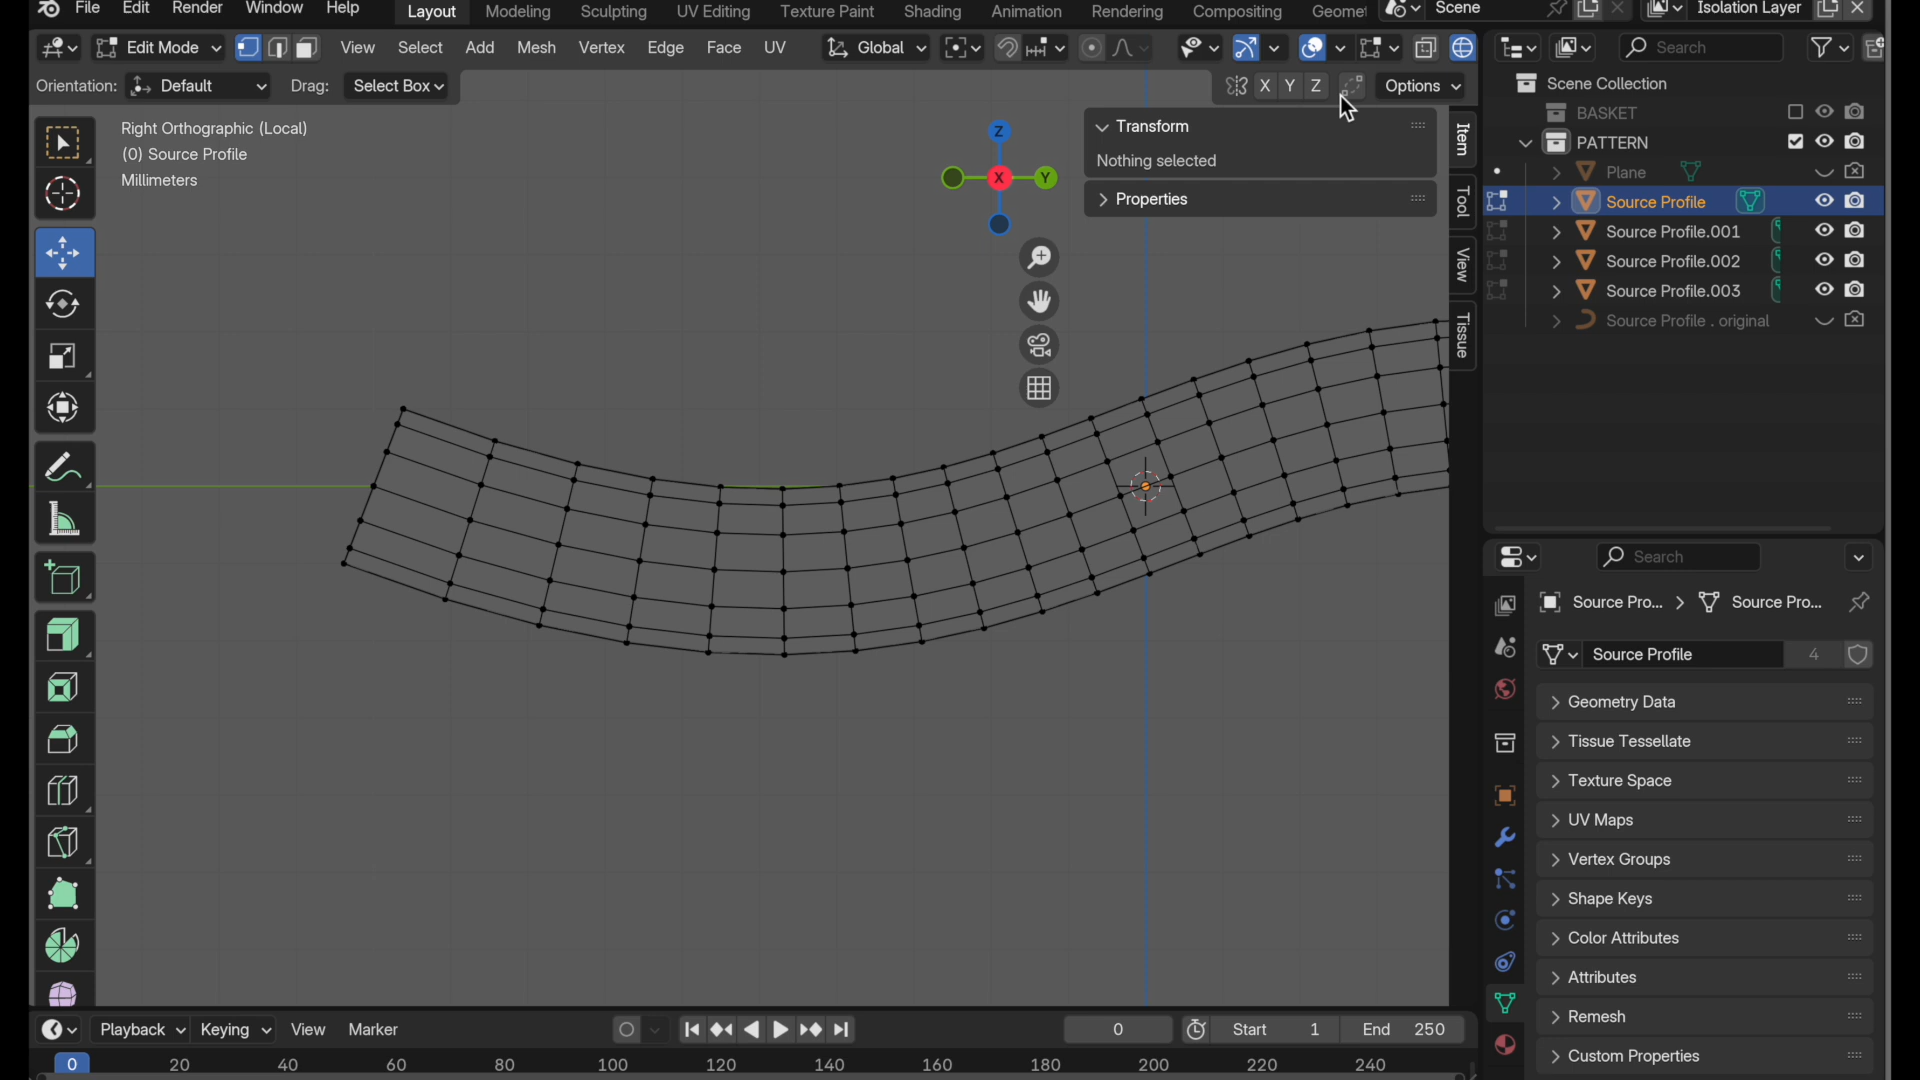 File Edit Render Window Help Layout Modeling Sculpting UV Editing Texture Paint Shading Animation Rendering Compositing Geomet Scene Isolation Layer
Edit Mode View Select Add Mesh Vertex Edge Face UV Global Search
Orientation: Default Drag: Select Box X Y Z Options
Scene Collection
BASKET
PATTERN
Plane
Source Profile
Source Profile.001
Source Profile.002
Source Profile.003
Source Profile . original
Right Orthographic (Local)
(0) Source Profile
Millimeters
Z
X
Y
Transform
Nothing selected
Properties
Item
Tool
View
Tissue
Search
Source Pro... Source Pro...
Source Profile 4
Geometry Data
Tissue Tessellate
Texture Space
UV Maps
Vertex Groups
Shape Keys
Color Attributes
Attributes
Remesh
Custom Properties
Playback Keying View Marker 0 Start 1 End 250
0 20 40 60 80 100 120 140 160 180 200 220 240